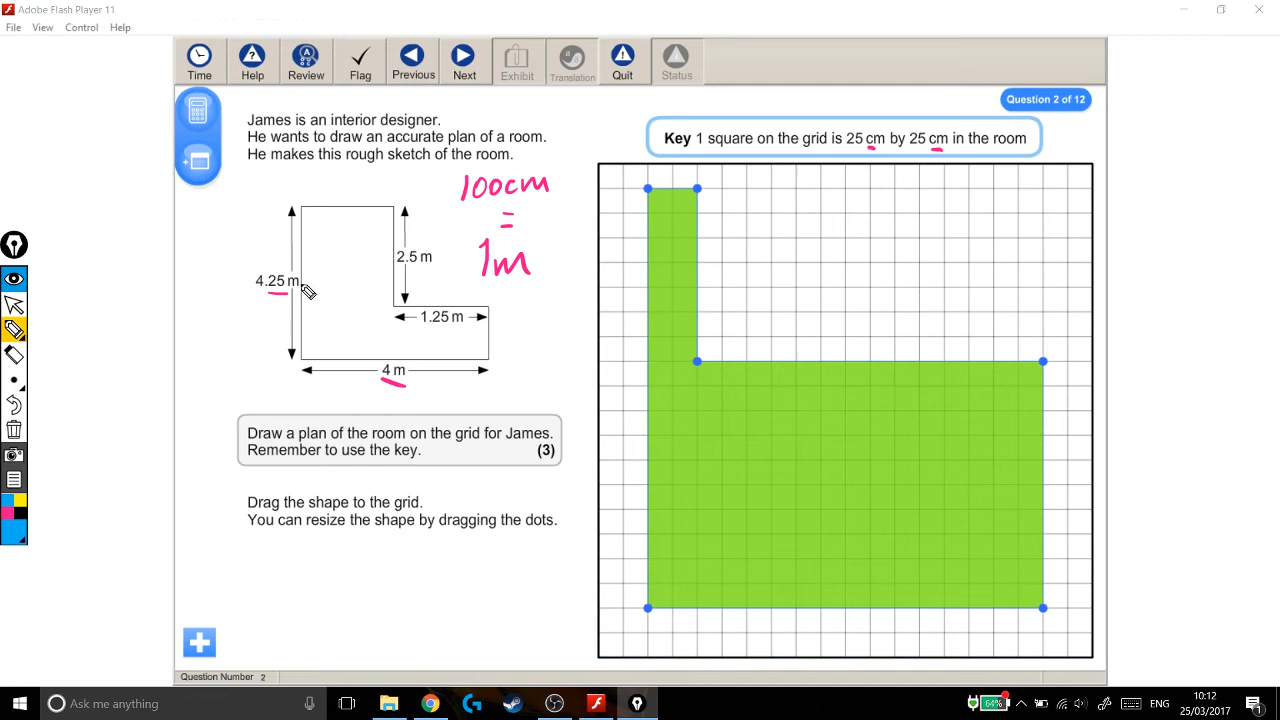 Adobe Flash Player 11
File View Control Help
Time Help Review Flag Previous Next Exhibit Translation Quit Status
Question 2 of 12
James is an interior designer.
He wants to draw an accurate plan of a room.
He makes this rough sketch of the room.
Key 1 square on the grid is 25 cm by 25 cm in the room
100cm
=
1m
2.5 m
4.25 m
1.25 m
4 m
Draw a plan of the room on the grid for James.
Remember to use the key. (3)
Drag the shape to the grid.
You can resize the shape by dragging the dots.
Question Number 2
Ask me anything
64%
ENG
10:12
25/03/2017